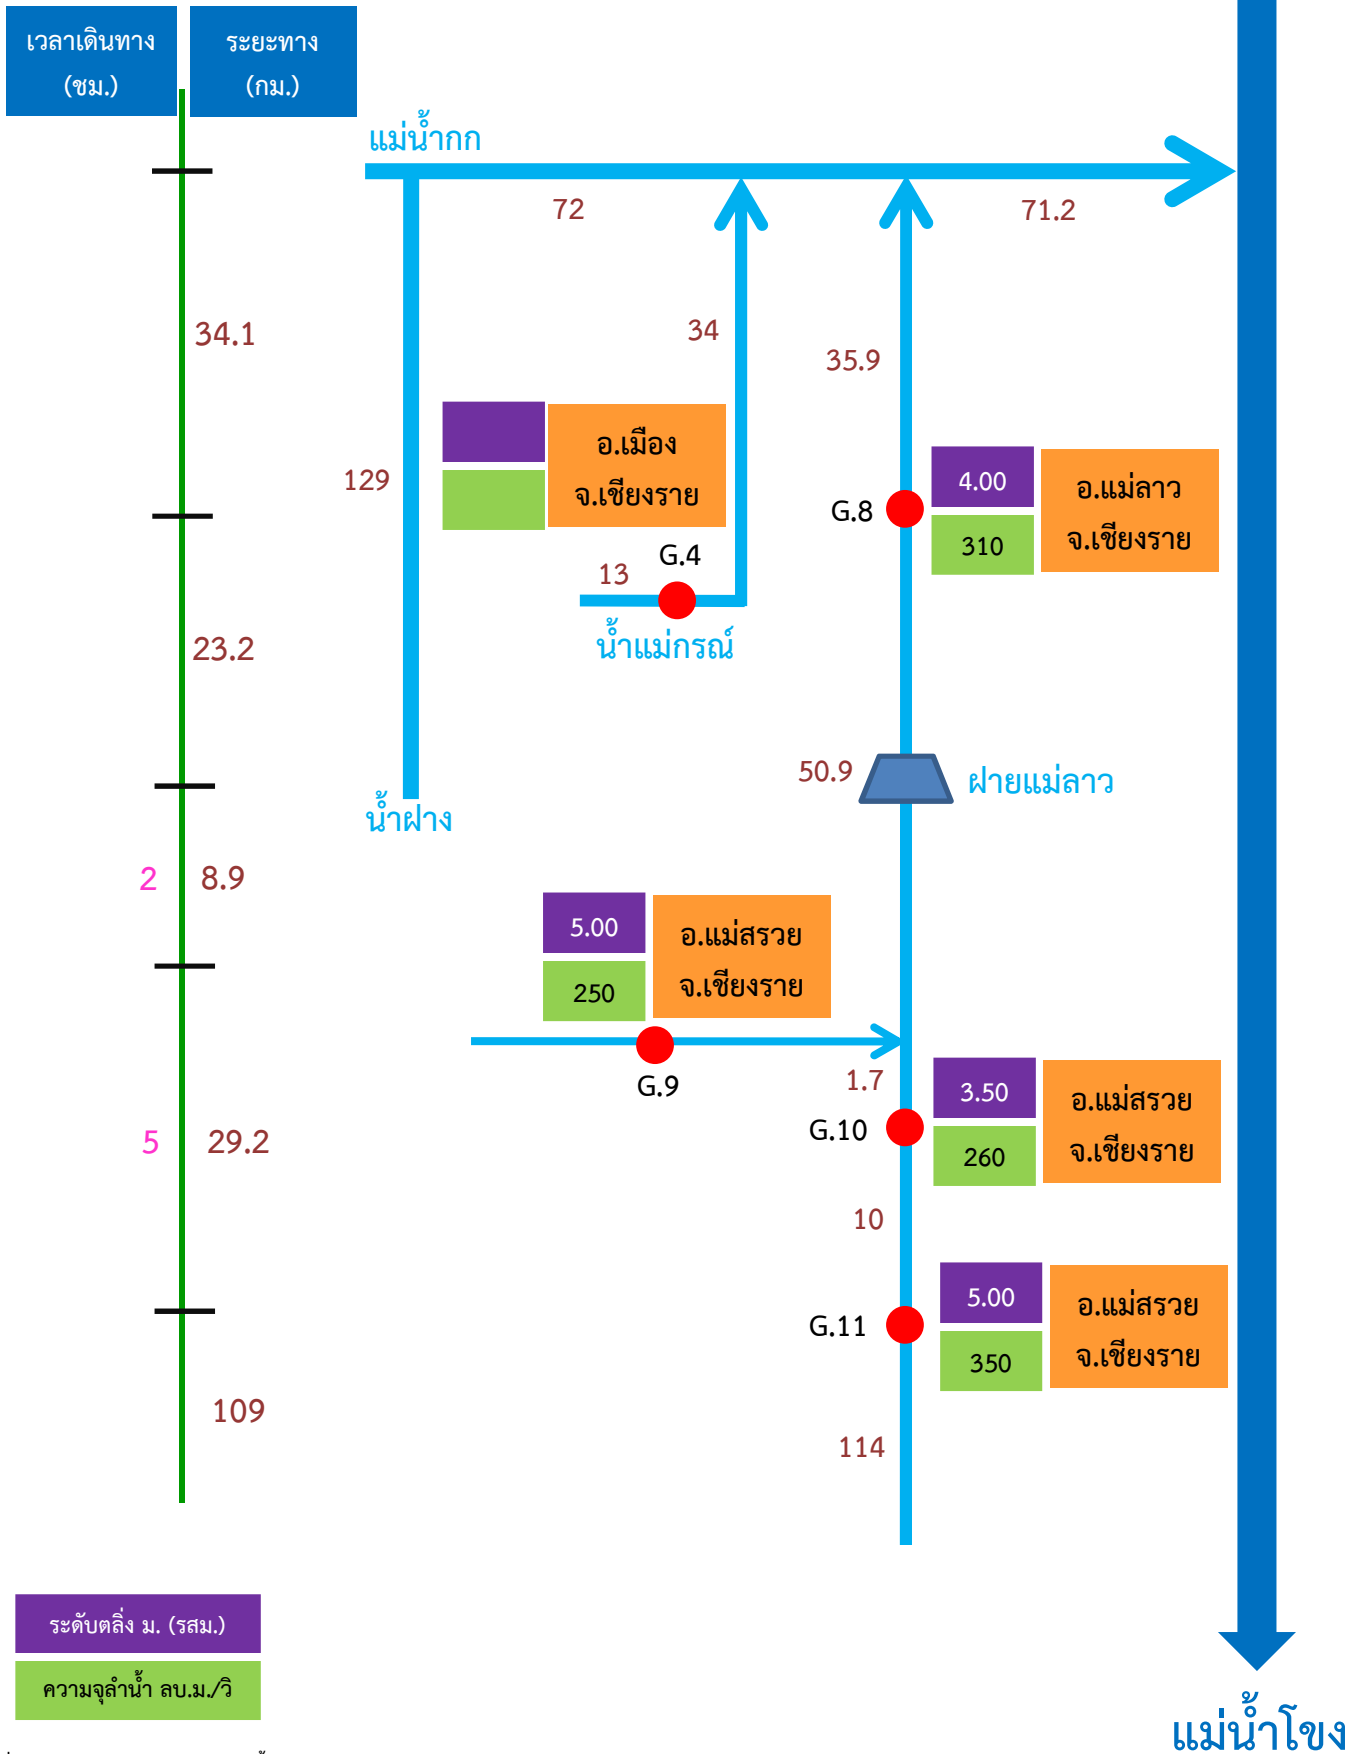 เวลาเดินทาง
(ชม.)
ระยะทาง
(กม.)
แม่น้ำกก
72
71.2
34.1
34
35.9
129
อ.เมือง
จ.เชียงราย
G.8
4.00
310
อ.แม่ลาว
จ.เชียงราย
G.4
13
น้ำแม่กรณ์
23.2
50.9
ฝายแม่ลาว
น้ำฝาง
2
8.9
5.00
250
อ.แม่สรวย
จ.เชียงราย
G.9
1.7
G.10
3.50
260
อ.แม่สรวย
จ.เชียงราย
5
29.2
10
G.11
5.00
350
อ.แม่สรวย
จ.เชียงราย
109
114
ระดับตลิ่ง ม. (รสม.)
ความจุลำน้ำ ลบ.ม./วิ
แม่น้ำโขง